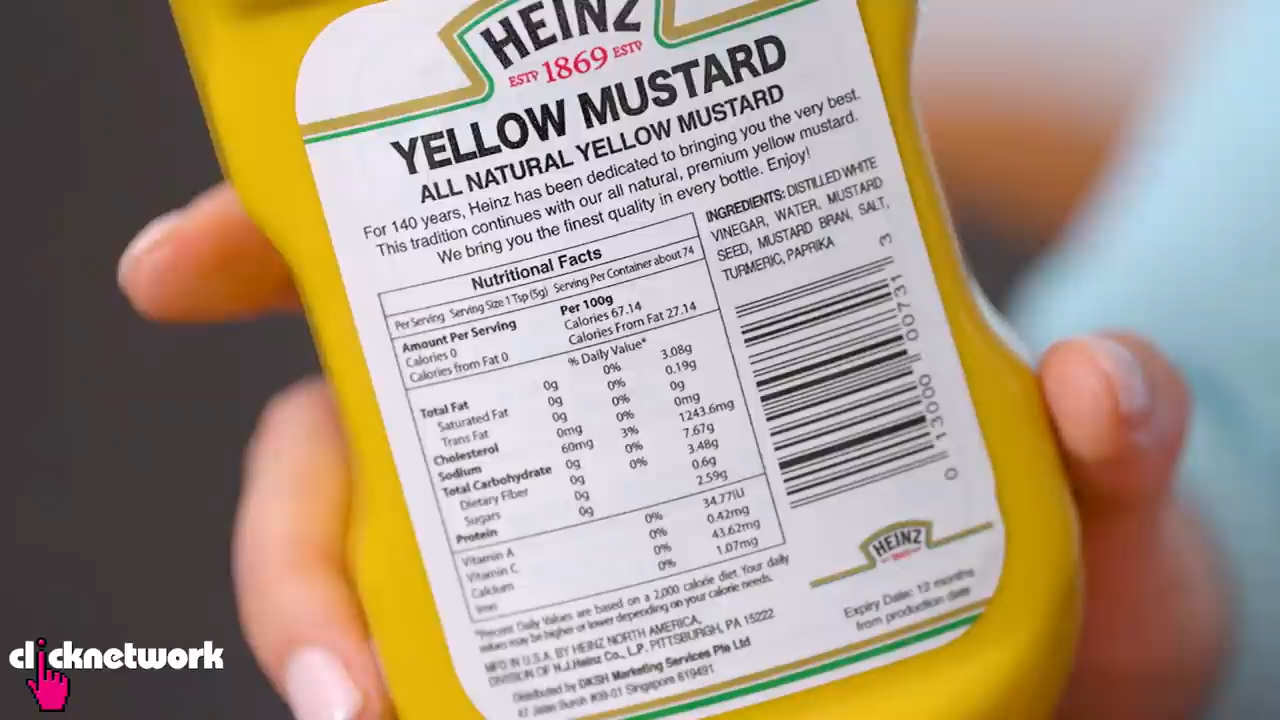 HEINZ
ESTD 1869 ESTD
YELLOW MUSTARD
ALL NATURAL YELLOW MUSTARD
For 140 years, Heinz has been dedicated to bringing you the very best.
This tradition continues with our all natural, premium yellow mustard.
We bring you the finest quality in every bottle. Enjoy!
Nutritional Facts
Per Serving Serving Size 1 Tsp (5g) Serving Per Container about 74
Amount Per Serving Per 100g
Calories 0 Calories 67.14
Calories from Fat 0 Calories From Fat 27.14
% Daily Value*
Total Fat 0g 0% 3.08g
Saturated Fat 0g 0% 0.19g
Trans Fat 0g 0g
Cholesterol 0mg 0% 0mg
Sodium 60mg 3% 1243.6mg
Total Carbohydrate 0g 0% 7.67g
Dietary Fiber 0g 0% 3.48g
Sugars 0g 0.6g
Protein 0g 2.59g
Vitamin A 0% 34.77IU
Vitamin C 0% 0.42mg
Calcium 0% 43.62mg
Iron 0% 1.07mg
*Percent Daily Values are based on a 2,000 calorie diet. Your daily
values may be higher or lower depending on your calorie needs.
MFD IN U.S.A. BY HEINZ NORTH AMERICA,
DIVISION OF H.J.Heinz Co., L.P. PITTSBURGH, PA 15222
Distributed by DKSH Marketing Services Pte Ltd
47 Jalan Buroh #09-01 Singapore 619491
INGREDIENTS: DISTILLED WHITE
VINEGAR, WATER, MUSTARD
SEED, MUSTARD BRAN, SALT,
TURMERIC, PAPRIKA
0 13000 00731 3
HEINZ
Expiry Date: 12 months
from production date
clicknetwork